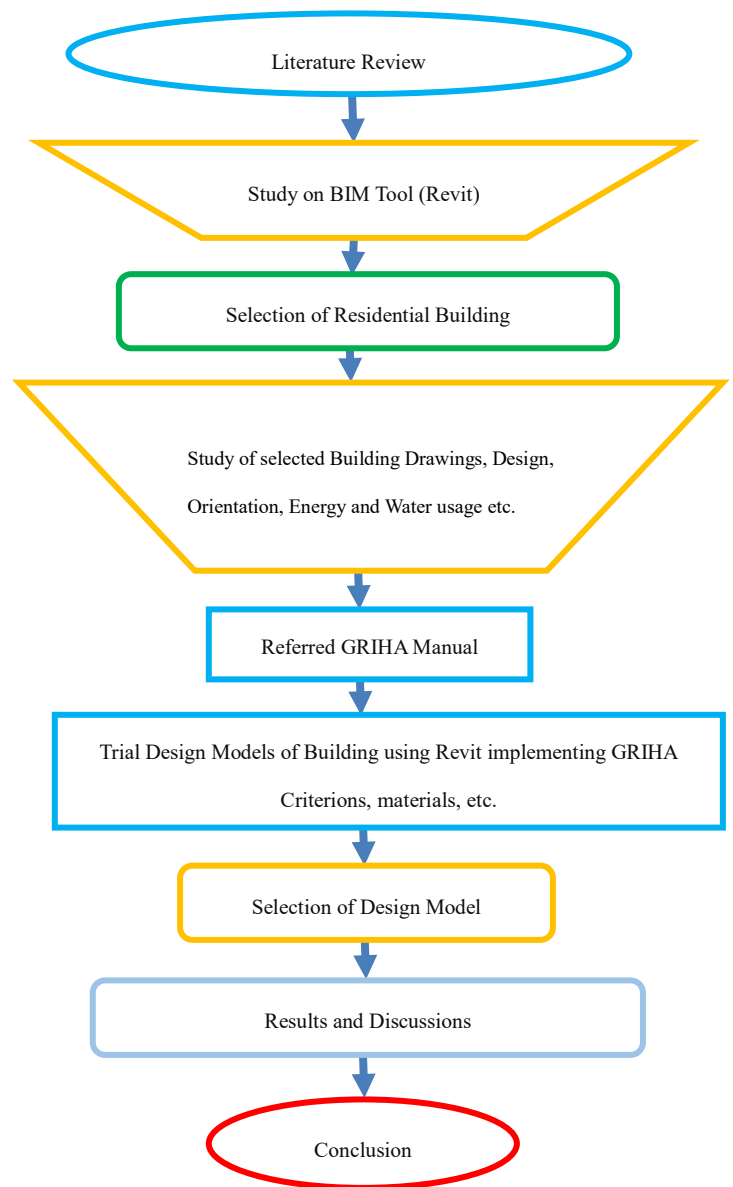 Literature Review
Study on BIM Tool (Revit)
Selection of Residential Building
Study of selected Building Drawings, Design,
Orientation, Energy and Water usage etc.
Referred GRIHA Manual
Trial Design Models of Building using Revit implementing GRIHA
Criterions, materials, etc.
Selection of Design Model
Results and Discussions
Conclusion